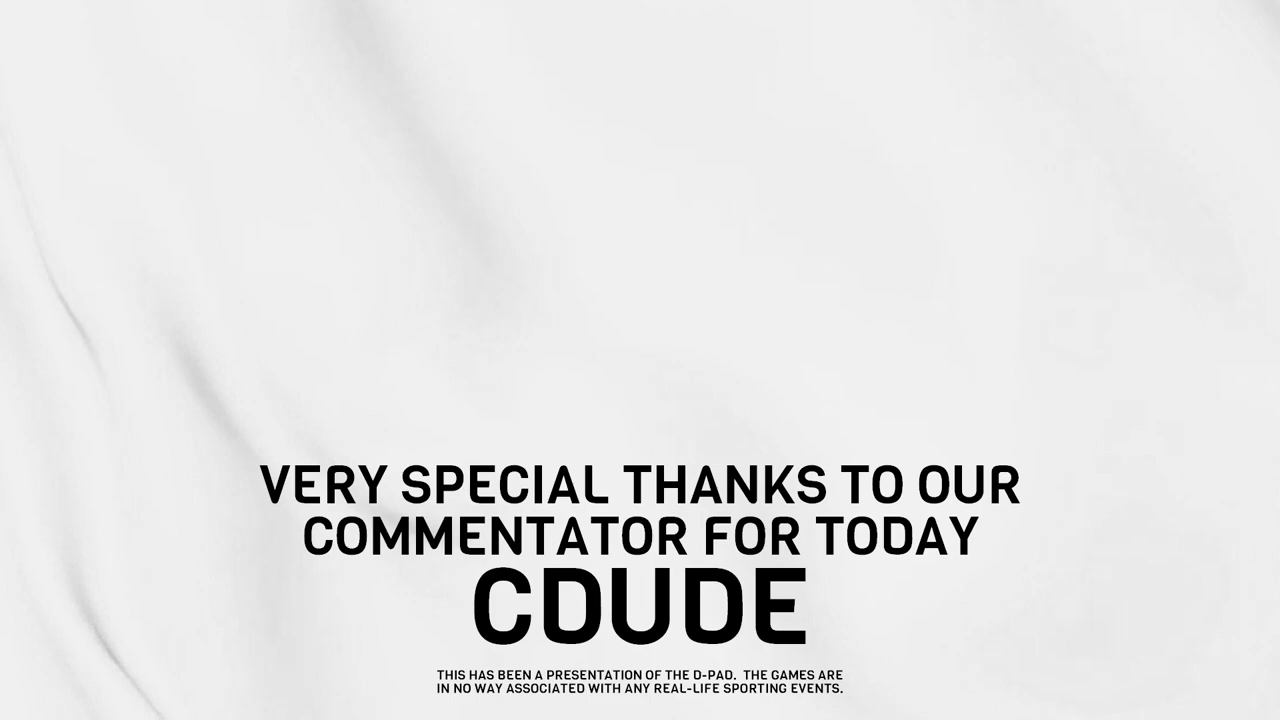 VERY SPECIAL THANKS TO OUR
COMMENTATOR FOR TODAY
CDUDE
THIS HAS BEEN A PRESENTATION OF THE D-PAD.  THE GAMES ARE
IN NO WAY ASSOCIATED WITH ANY REAL-LIFE SPORTING EVENTS.